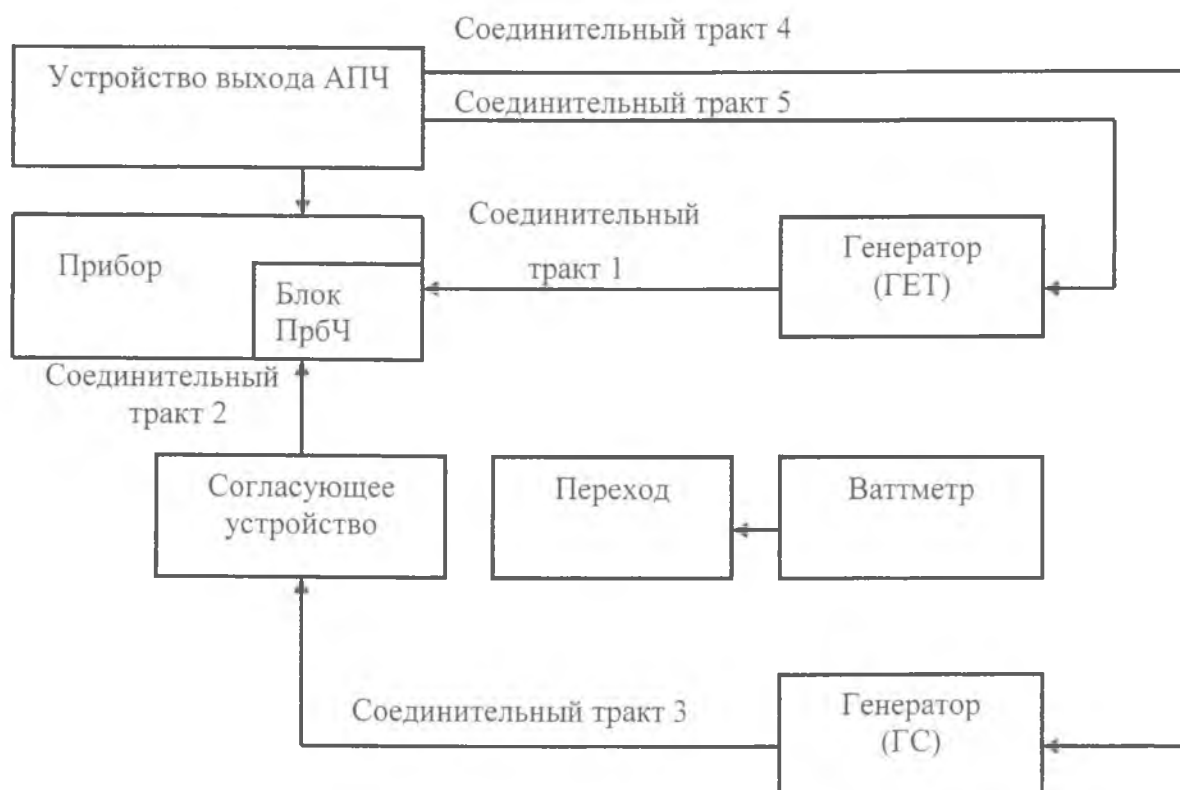 Соединительный тракт 4
Устройство выхода АПЧ
Соединительный тракт 5
Соединительный
тракт 1
Прибор
Блок
ПрбЧ
Генератор
(ГЕТ)
Соединительный
тракт 2
Согласующее
устройство
Переход
Ваттметр
Соединительный тракт 3
Генератор
(ГС)